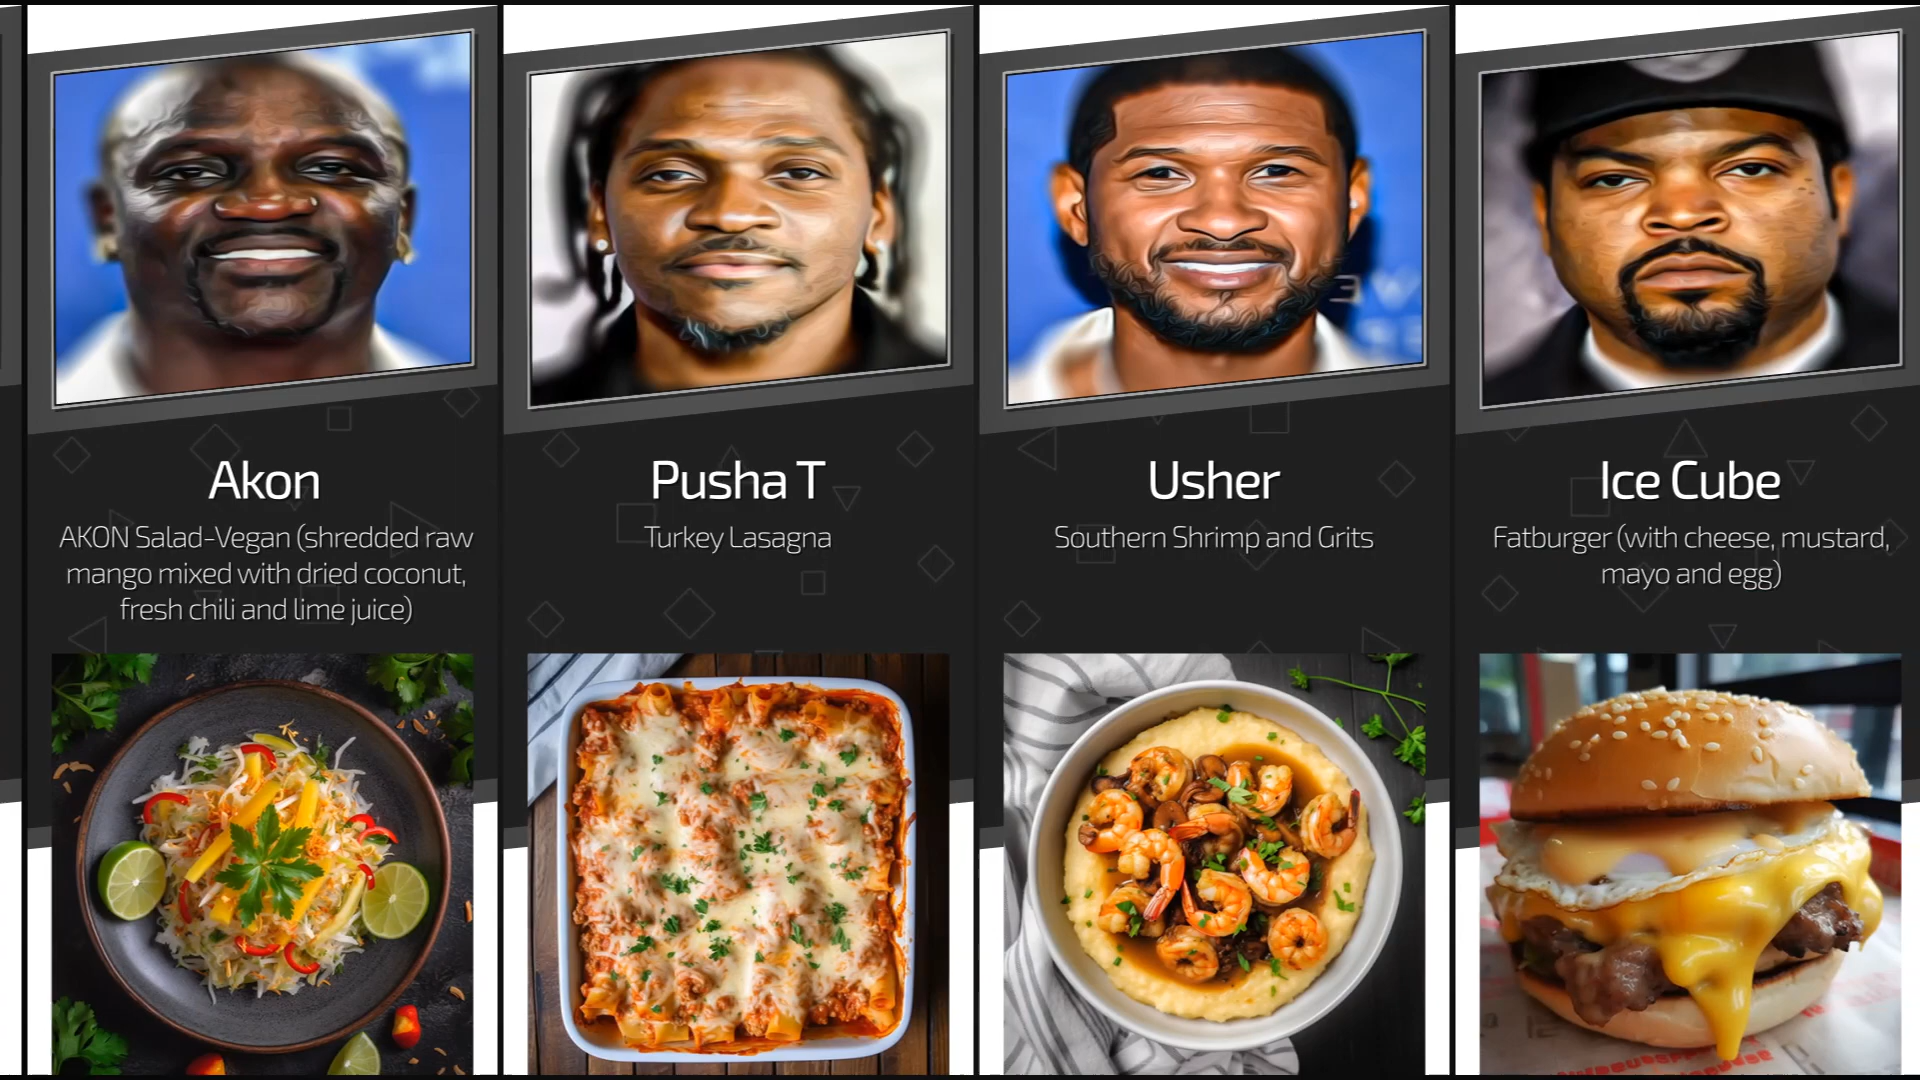 Akon
AKON Salad-Vegan (shredded raw
mango mixed with dried coconut,
fresh chili and lime juice)
Pusha T
Turkey Lasagna
Usher
Southern Shrimp and Grits
Ice Cube
Fatburger (with cheese, mustard,
mayo and egg)